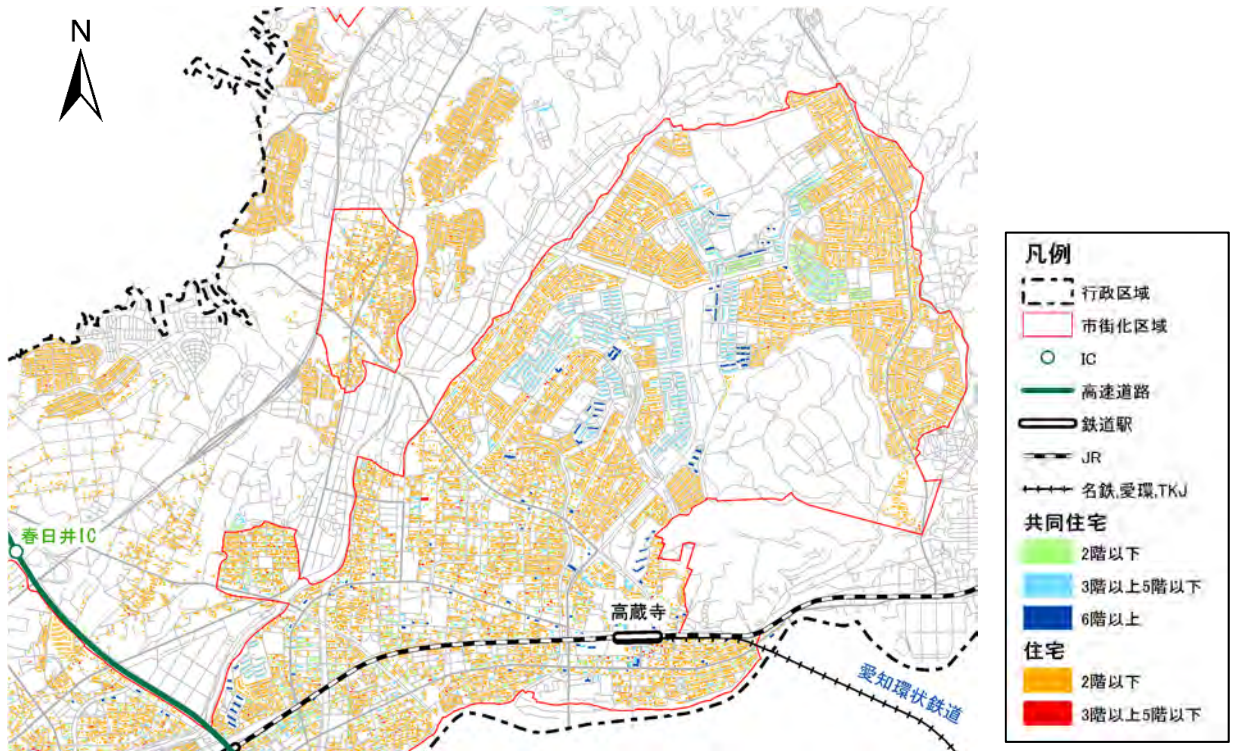 N
春日井IC
高蔵寺
愛知環状鉄道
凡例
行政区域
市街化区域
IC
高速道路
鉄道駅
JR
名鉄,愛環,TKJ
共同住宅
2階以下
3階以上5階以下
6階以上
住宅
2階以下
3階以上5階以下